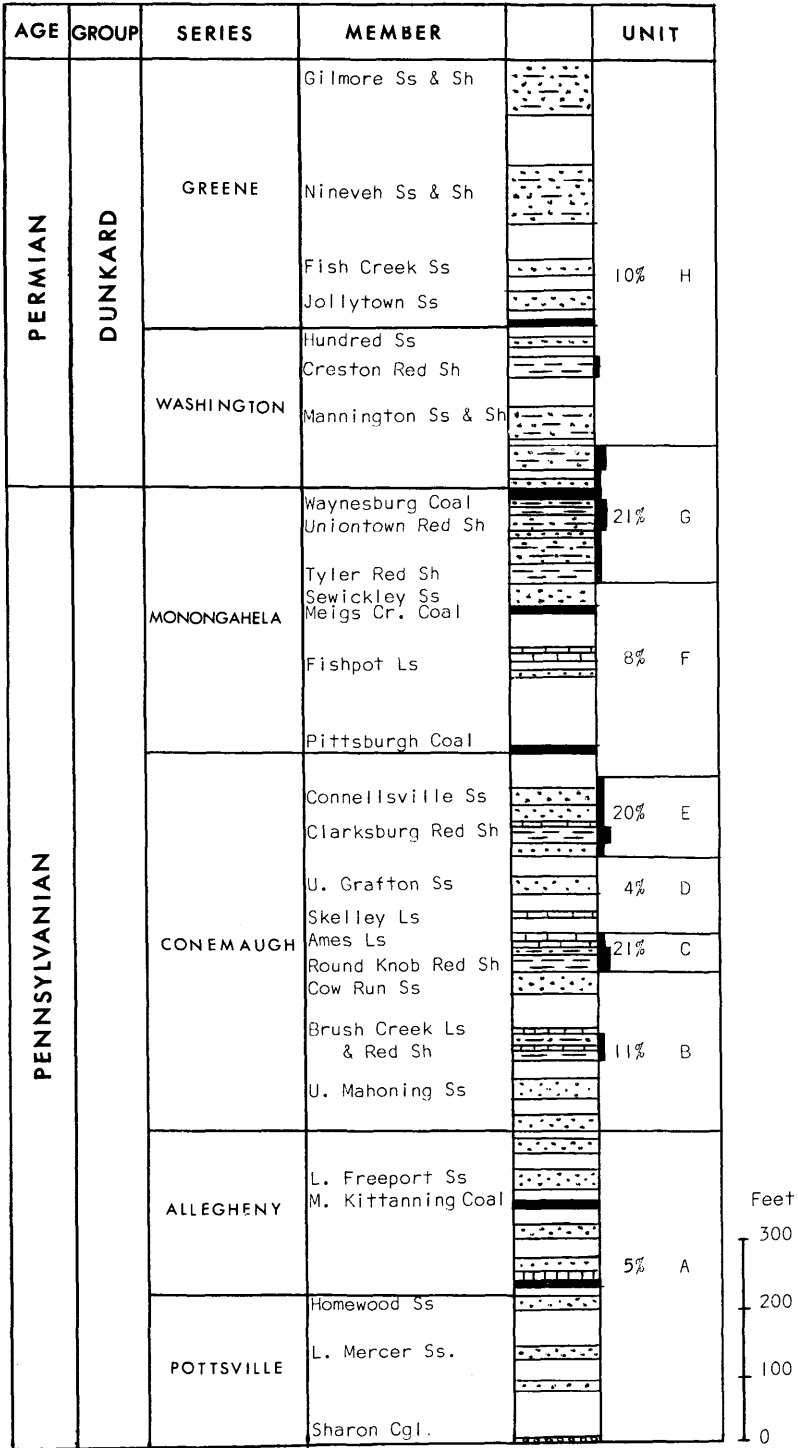 AGE GROUP SERIES MEMBER UNIT
PERMIAN
DUNKARD
GREENE
Gilmore Ss & Sh
Nineveh Ss & Sh
Fish Creek Ss
Jollytown Ss
10% H
WASHINGTON
Hundred Ss
Creston Red Sh
Mannington Ss & Sh
PENNSYLVANIAN
MONONGAHELA
Waynesburg Coal
Uniontown Red Sh
21% G
Tyler Red Sh
Sewickley Ss
Meigs Cr. Coal
Fishpot Ls
8% F
Pittsburgh Coal
CONEMAUGH
Connellsville Ss
Clarksburg Red Sh
20% E
U. Grafton Ss
4% D
Skelley Ls
Ames Ls
Round Knob Red Sh
21% C
Cow Run Ss
Brush Creek Ls
& Red Sh
11% B
U. Mahoning Ss
ALLEGHENY
L. Freeport Ss
M. Kittanning Coal
5% A
POTTSVILLE
Homewood Ss
L. Mercer Ss.
Sharon Cgl.
Feet
300
200
100
0